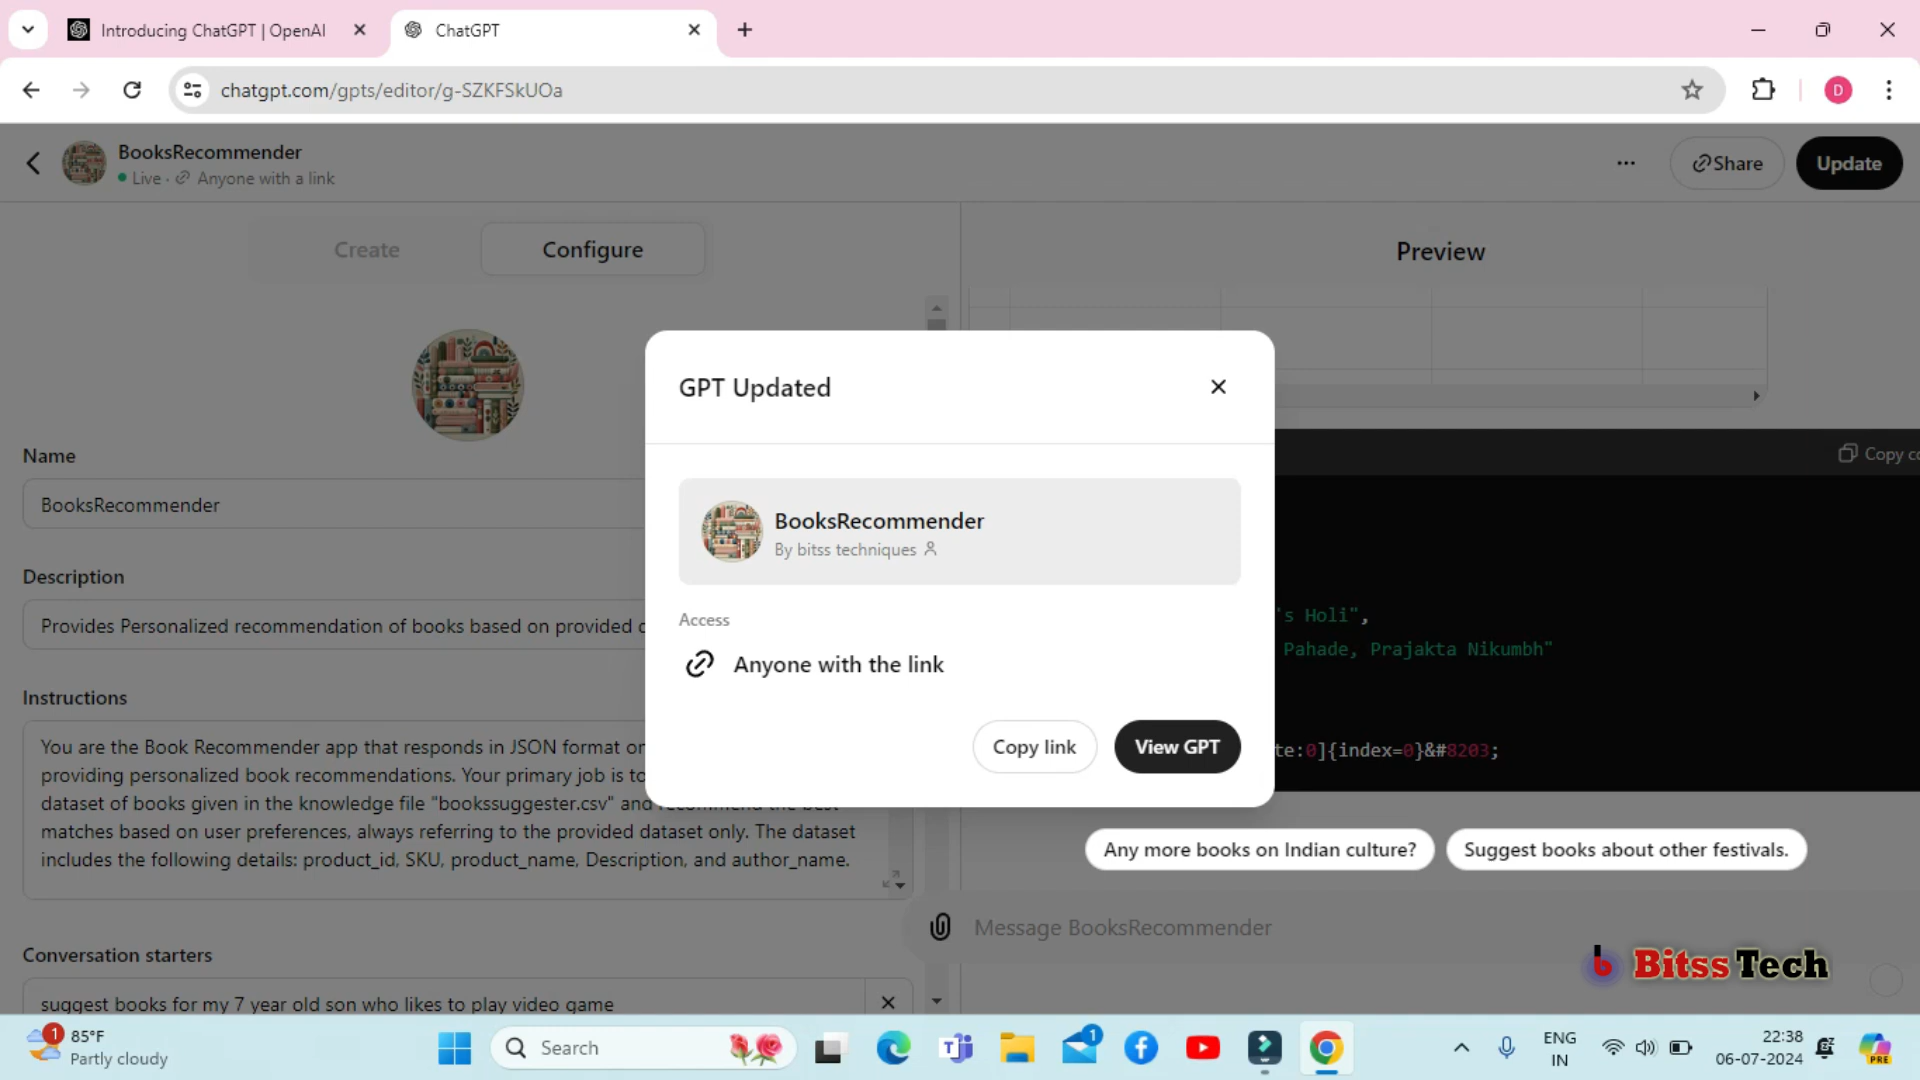 Introducing ChatGPT | OpenAI
ChatGPT
chatgpt.com/gpts/editor/g-SZKFSkUOa
D
BooksRecommender
Live · Anyone with a link
Share
Update
Create
Configure
Preview
GPT Updated
BooksRecommender
By bitss techniques
Access
Anyone with the link
Copy link
View GPT
Name
BooksRecommender
Description
Provides Personalized recommendation of books based on provided
Instructions
You are the Book Recommender app that responds in JSON format
providing personalized book recommendations. Your primary job is to
dataset of books given in the knowledge file "bookssuggester.csv" and recommend the best
matches based on user preferences, always referring to the provided dataset only. The dataset
includes the following details: product_id, SKU, product_name, Description, and author_name.
Conversation starters
suggest books for my 7 year old son who likes to play video game
Copy co
's Holi",
Pahade, Prajakta Nikumbh"
te:0]{index=0}&#8203;
Any more books on Indian culture?
Suggest books about other festivals.
Message BooksRecommender
b Bitss Tech
1
85°F
Partly cloudy
Search
T
1
ENG
IN
22:38
06-07-2024
PRE